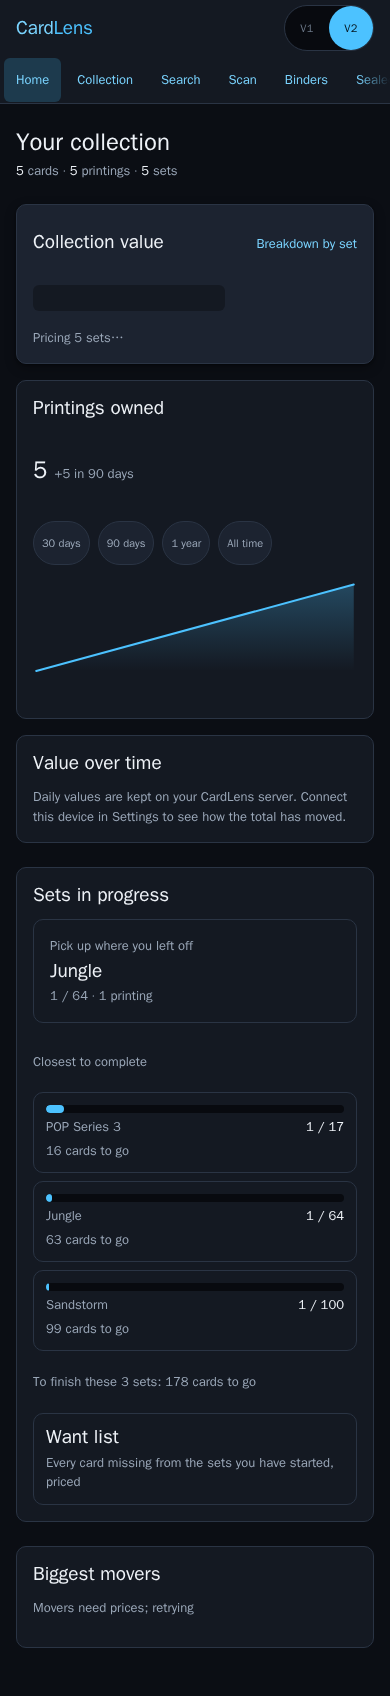 CardLens
V1 V2
Home Collection Search Scan Binders Seale
Your collection
5 cards · 5 printings · 5 sets
Collection value Breakdown by set
Pricing 5 sets···
Printings owned
5 +5 in 90 days
30 days 90 days 1 year All time
Value over time
Daily values are kept on your CardLens server. Connect
this device in Settings to see how the total has moved.
Sets in progress
Pick up where you left off
Jungle
1 / 64 · 1 printing
Closest to complete
POP Series 3 1 / 17
16 cards to go
Jungle 1 / 64
63 cards to go
Sandstorm 1 / 100
99 cards to go
To finish these 3 sets: 178 cards to go
Want list
Every card missing from the sets you have started,
priced
Biggest movers
Movers need prices; retrying